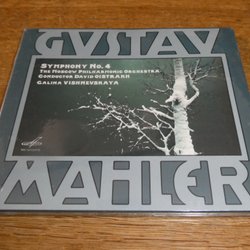 GUSTAV
SYMPHONY No. 4
THE MOSCOW PHILHARMONIC ORCHESTRA
CONDUCTOR DAVID OISTRAKH
GALINA VISHNEVSKAYA
MAHLER